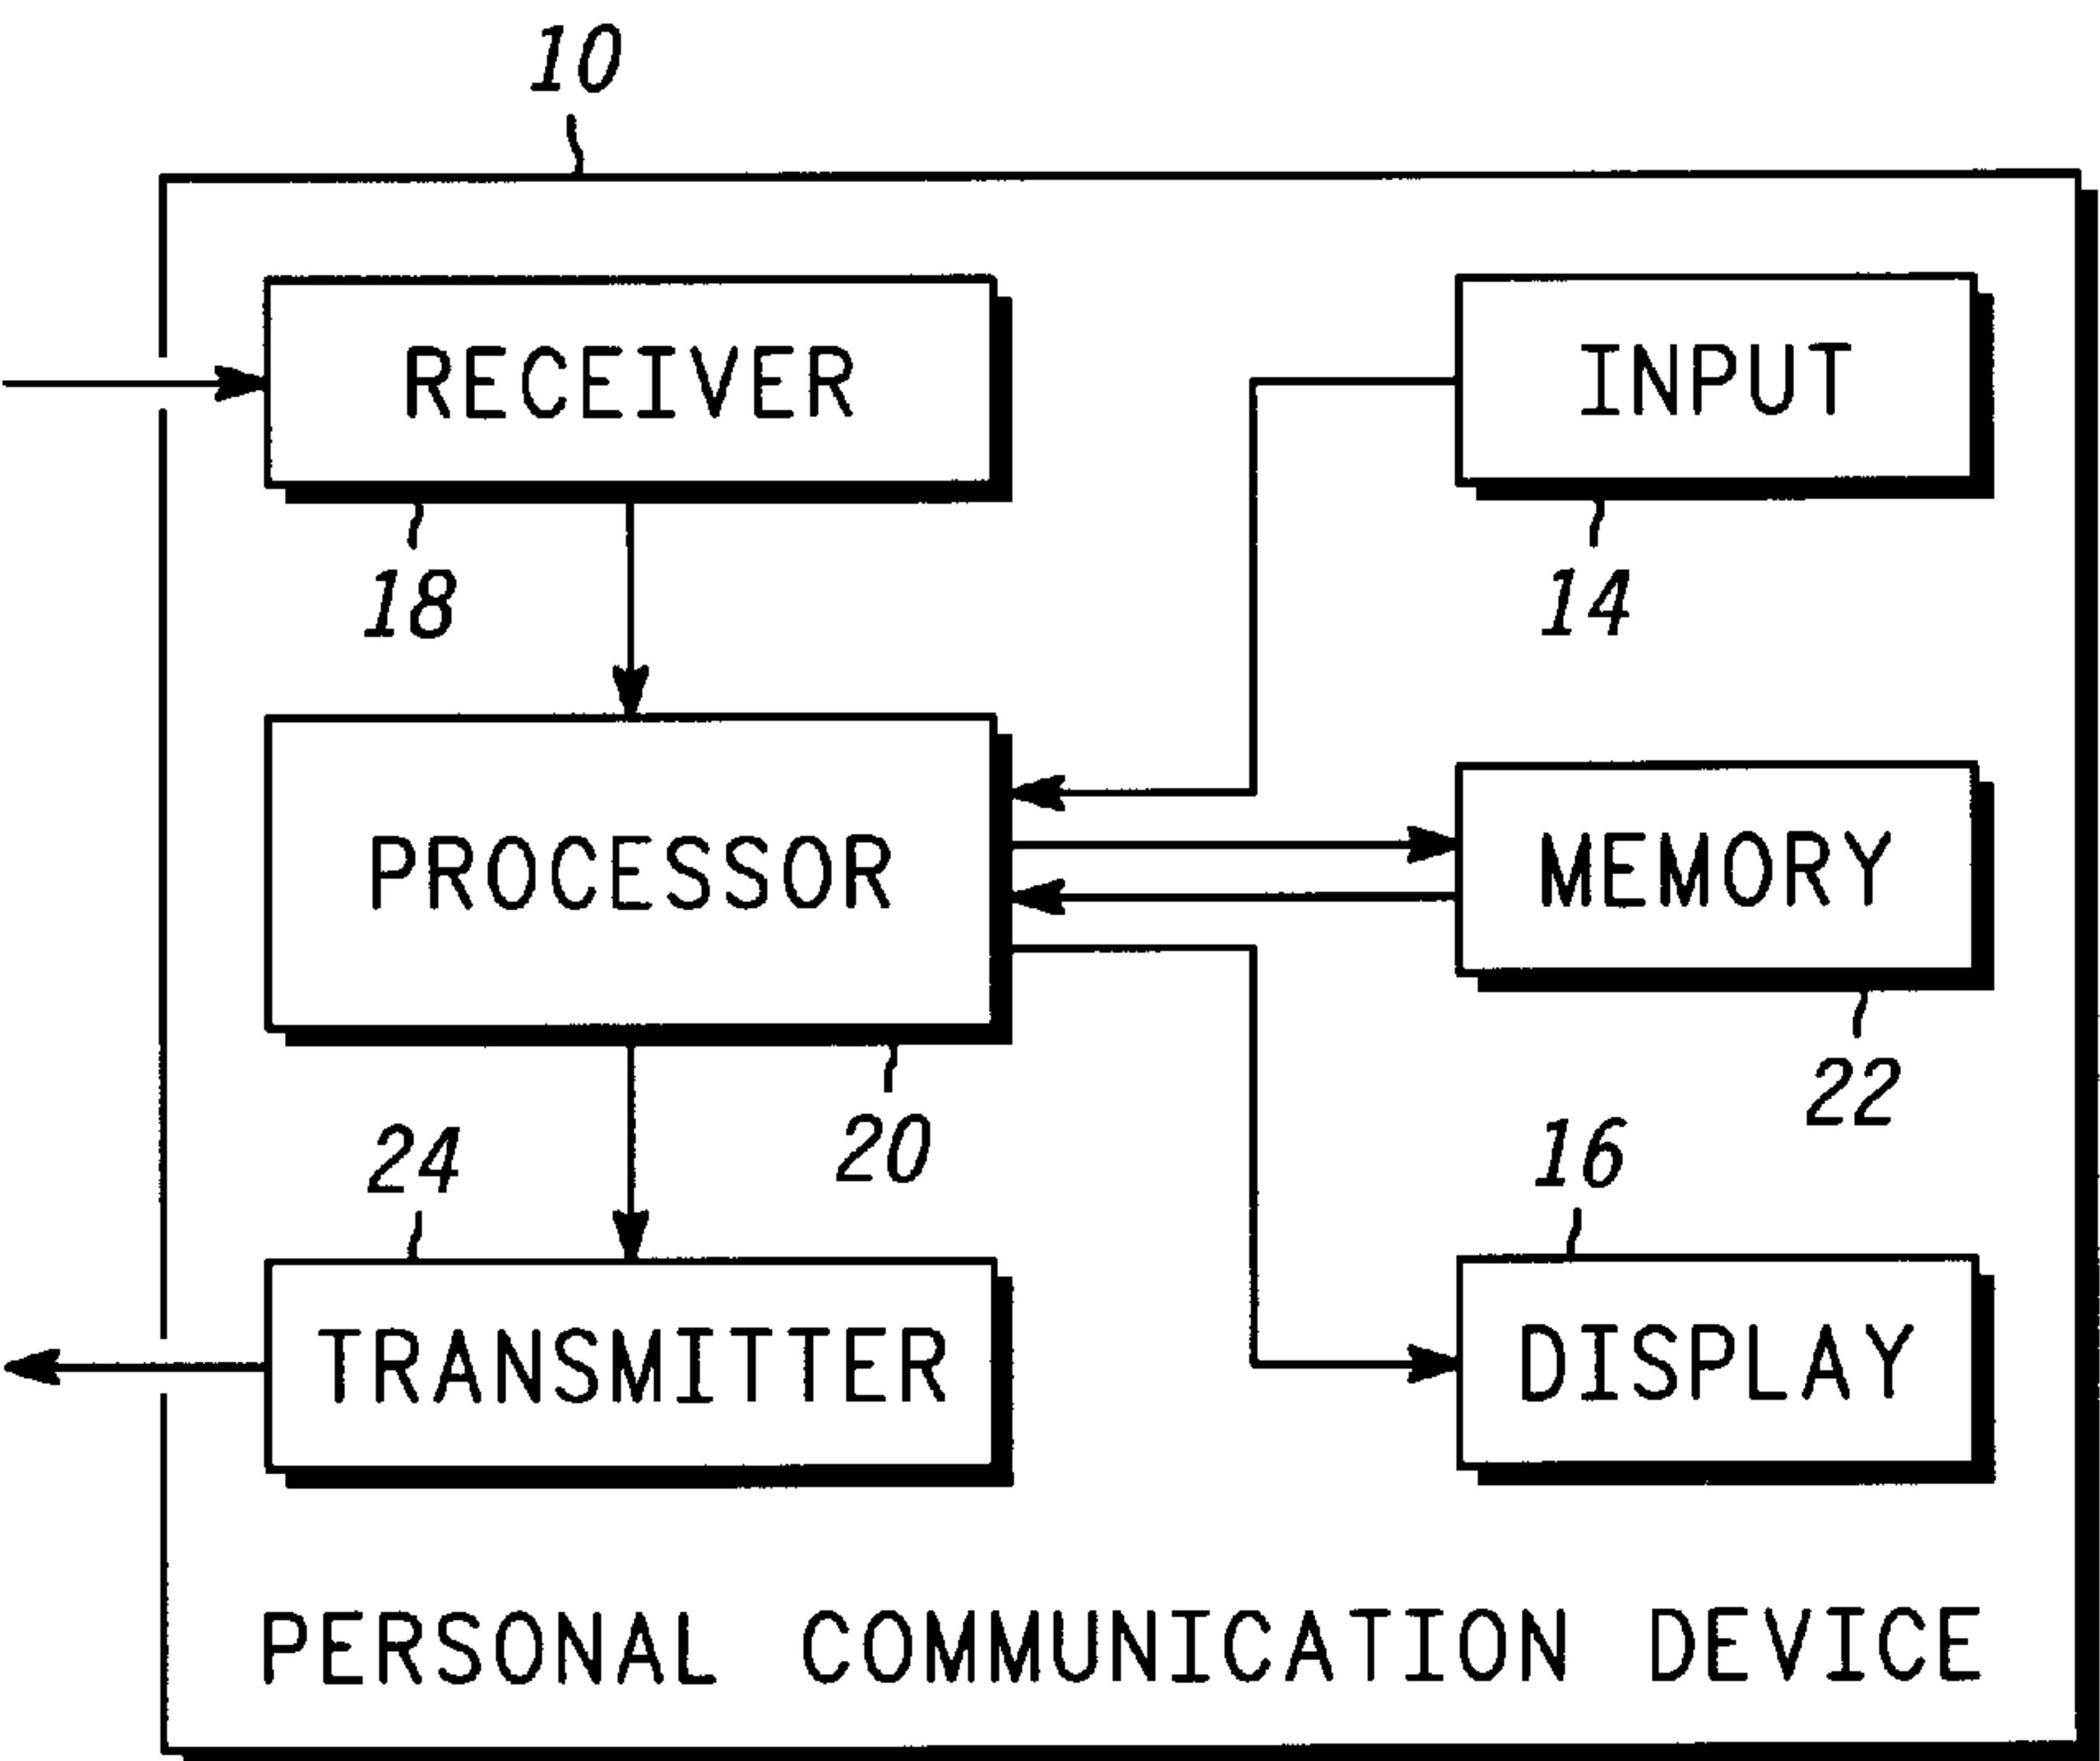 10
RECEIVER
INPUT
18
14
PROCESSOR
MEMORY
22
20
24
16
TRANSMITTER
DISPLAY
PERSONAL COMMUNICATION DEVICE